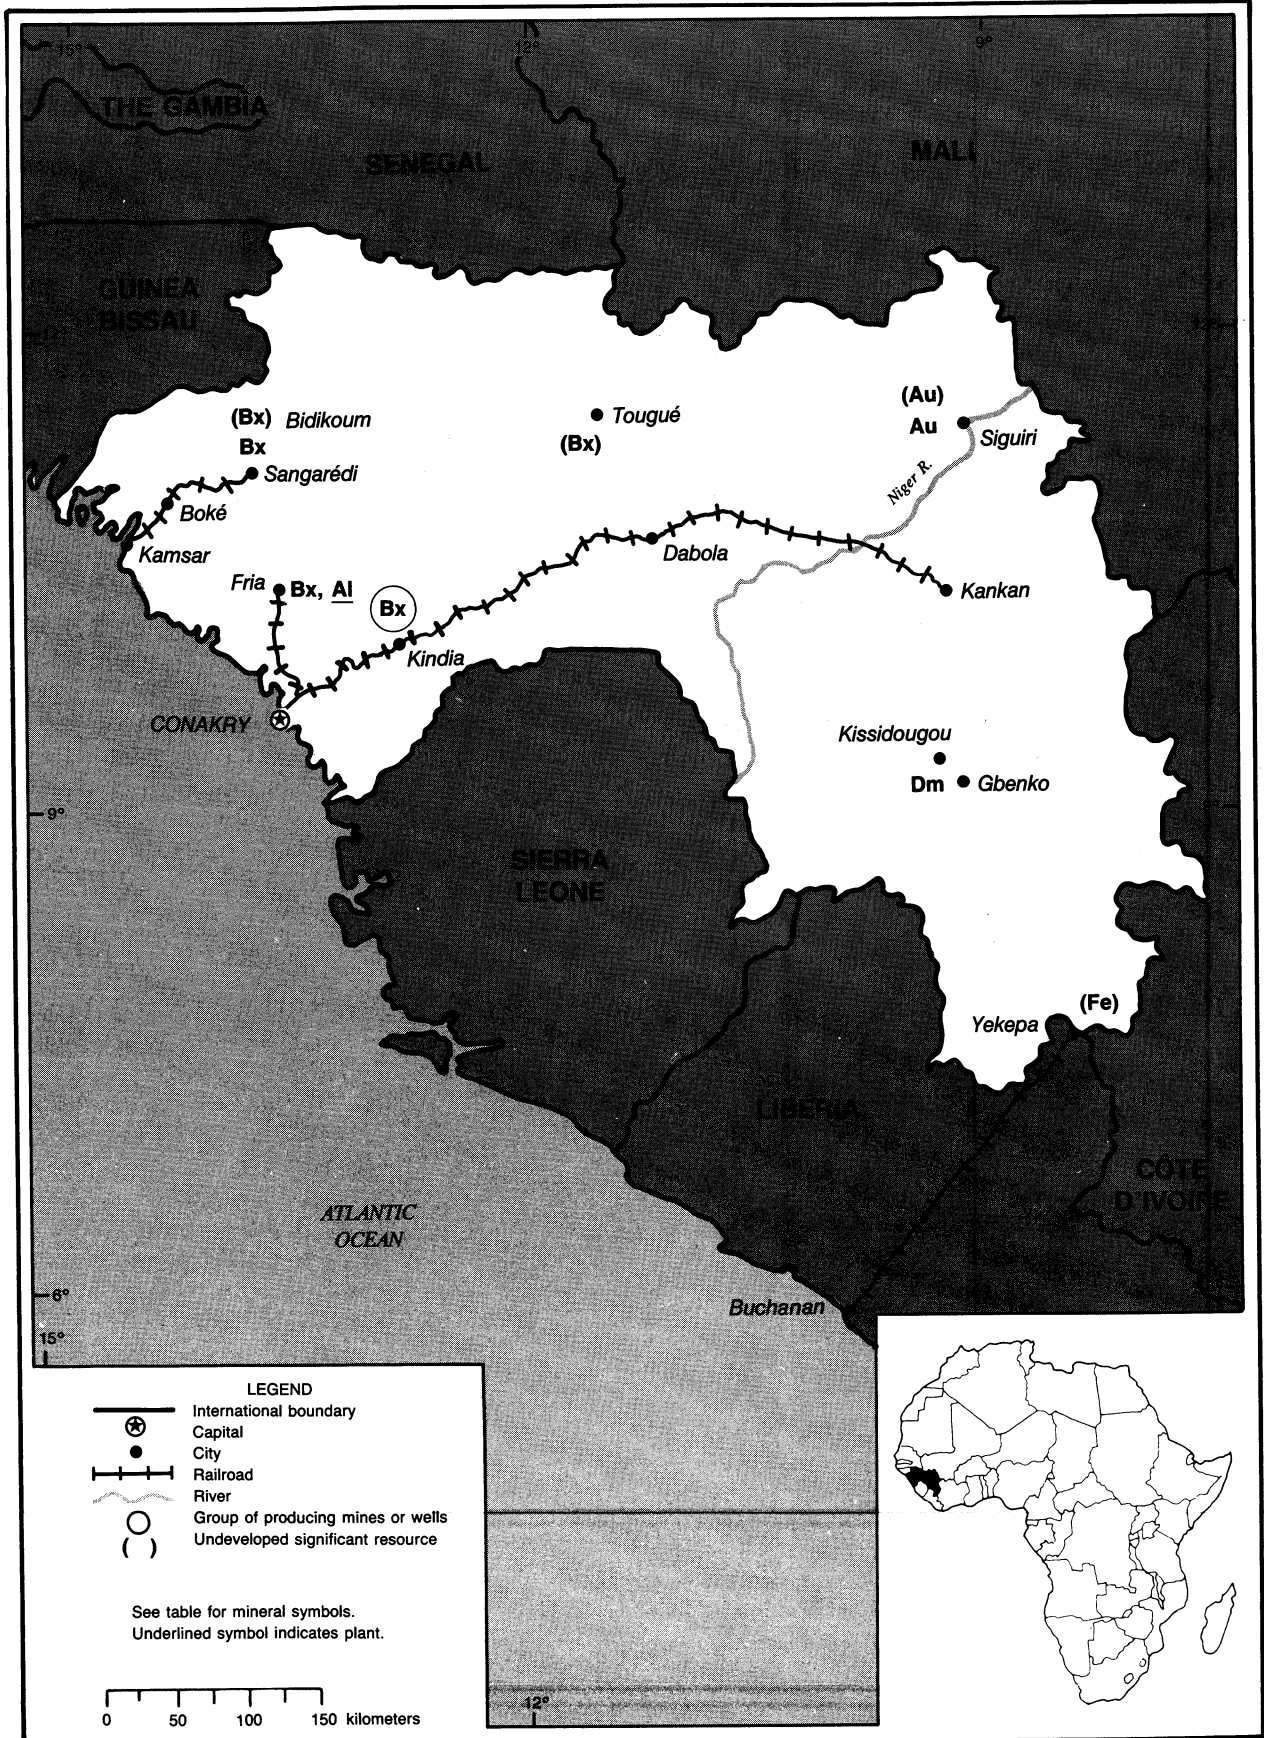 15°
12°
9°
THE GAMBIA
SENEGAL
MALI
GUINEA
BISSAU
12°
12°
(Bx) Bidikoum
Bx
Sangarédi
Boké
Kamsar
Tougué
(Bx)
(Au)
Au
Siguiri
Niger R.
Dabola
Kankan
Fria
Bx, Al
Bx
Kindia
CONAKRY
Kissidougou
Dm
Gbenko
9°
SIERRA
LEONE
(Fe)
Yekepa
LIBERIA
CÔTE
D'IVOIRE
ATLANTIC
OCEAN
6°
Buchanan
15°
LEGEND
International boundary
Capital
City
Railroad
River
Group of producing mines or wells
( ) Undeveloped significant resource
See table for mineral symbols.
Underlined symbol indicates plant.
0 50 100 150 kilometers
12°